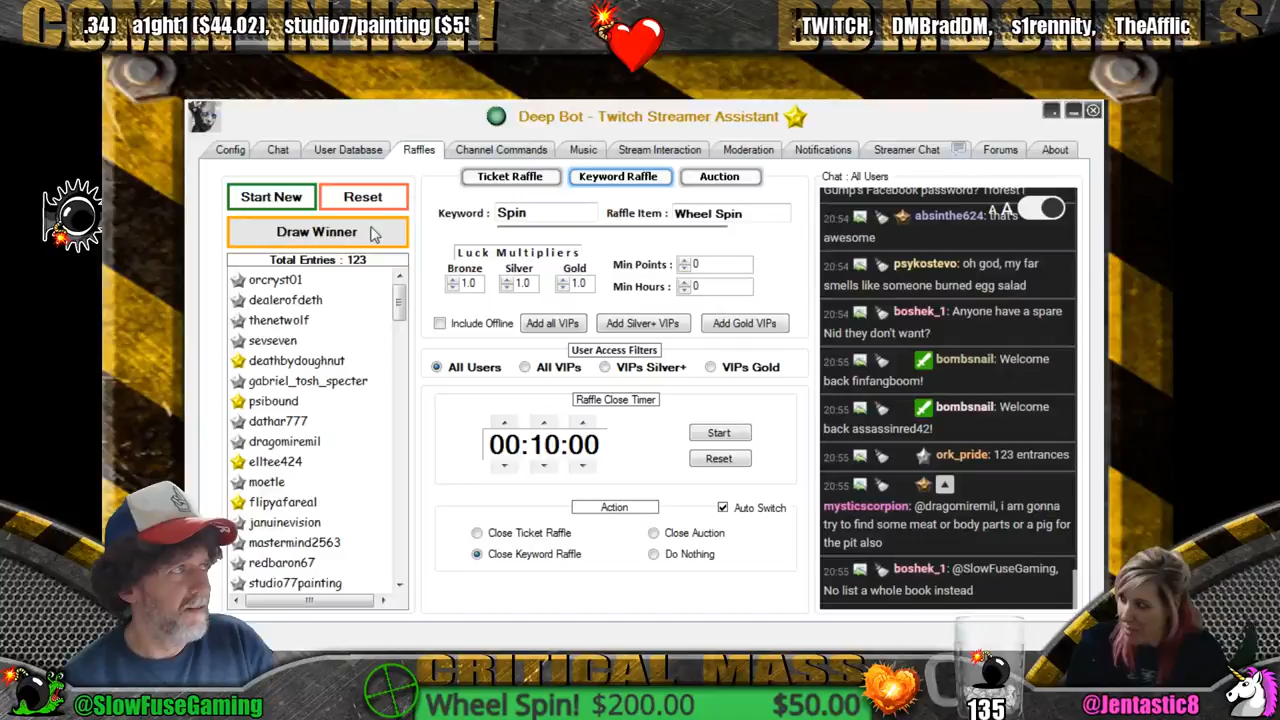 COMIN' IN HOT!
BOMBSNAILS
.34) a1ght1 ($44.02), studio77painting ($5
TWITCH, DMBradDM, s1rennity, TheAfflic
Deep Bot - Twitch Streamer Assistant
Config Chat User Database Raffles Channel Commands Music Stream Interaction Moderation Notifications Streamer Chat Forums About
Start New Reset
Draw Winner
Total Entries : 123
orcryst01
dealerofdeth
thenetwolf
sevseven
deathbydoughnut
gabriel_tosh_specter
psibound
dathar777
dragomiremil
elltee424
moetle
flipyafareal
januinevision
mastermind2563
redbaron67
studio77painting
Ticket Raffle Keyword Raffle Auction
Keyword : Spin Raffle Item : Wheel Spin
Luck Multipliers
Bronze Silver Gold
1.0 1.0 1.0
Min Points : 0
Min Hours : 0
Include Offline Add all VIPs Add Silver+ VIPs Add Gold VIPs
User Access Filters
All Users All VIPs VIPs Silver+ VIPs Gold
Raffle Close Timer
00:10:00
Start
Reset
Action
Auto Switch
Close Ticket Raffle Close Auction
Close Keyword Raffle Do Nothing
Chat : All Users
Gump's Facebook password? 1forest1
A A
20:54 absinthe624: that's
awesome
20:54 psykostevo: oh god, my far
smells like someone burned egg salad
20:54 boshek_1: Anyone have a spare
Nid they don't want?
20:55 bombsnail: Welcome
back finfangboom!
20:55 bombsnail: Welcome
back assassinred42!
20:55 ork_pride: 123 entrances
20:55
mysticscorpion: @dragomiremil, i am gonna
try to find some meat or body parts or a pig for
the pit also
20:55 boshek_1: @SlowFuseGaming,
No list a whole book instead
CRITICAL MASS
@SlowFuseGaming
Wheel Spin! $200.00 $50.00
135
@Jentastic8